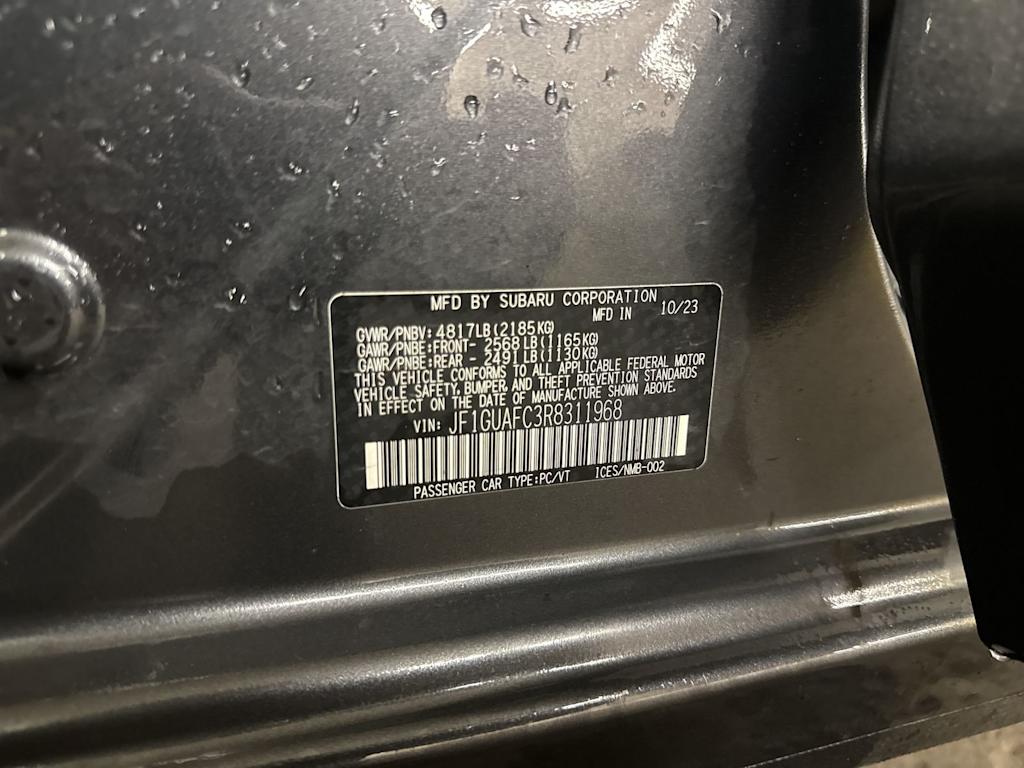 MFD BY SUBARU CORPORATION
MFD IN 10/23
GVWR/PNBV: 4817LB(2185KG)
GAWR/PNBE:FRONT- 2568LB(1165KG)
GAWR/PNBE:REAR - 2491LB(1130KG)
THIS VEHICLE CONFORMS TO ALL APPLICABLE FEDERAL MOTOR
VEHICLE SAFETY, BUMPER, AND THEFT PREVENTION STANDARDS
IN EFFECT ON THE DATE OF MANUFACTURE SHOWN ABOVE.
VIN: JF1GUAFC3R8311968
PASSENGER CAR TYPE:PC/VT ICES/NMB-002